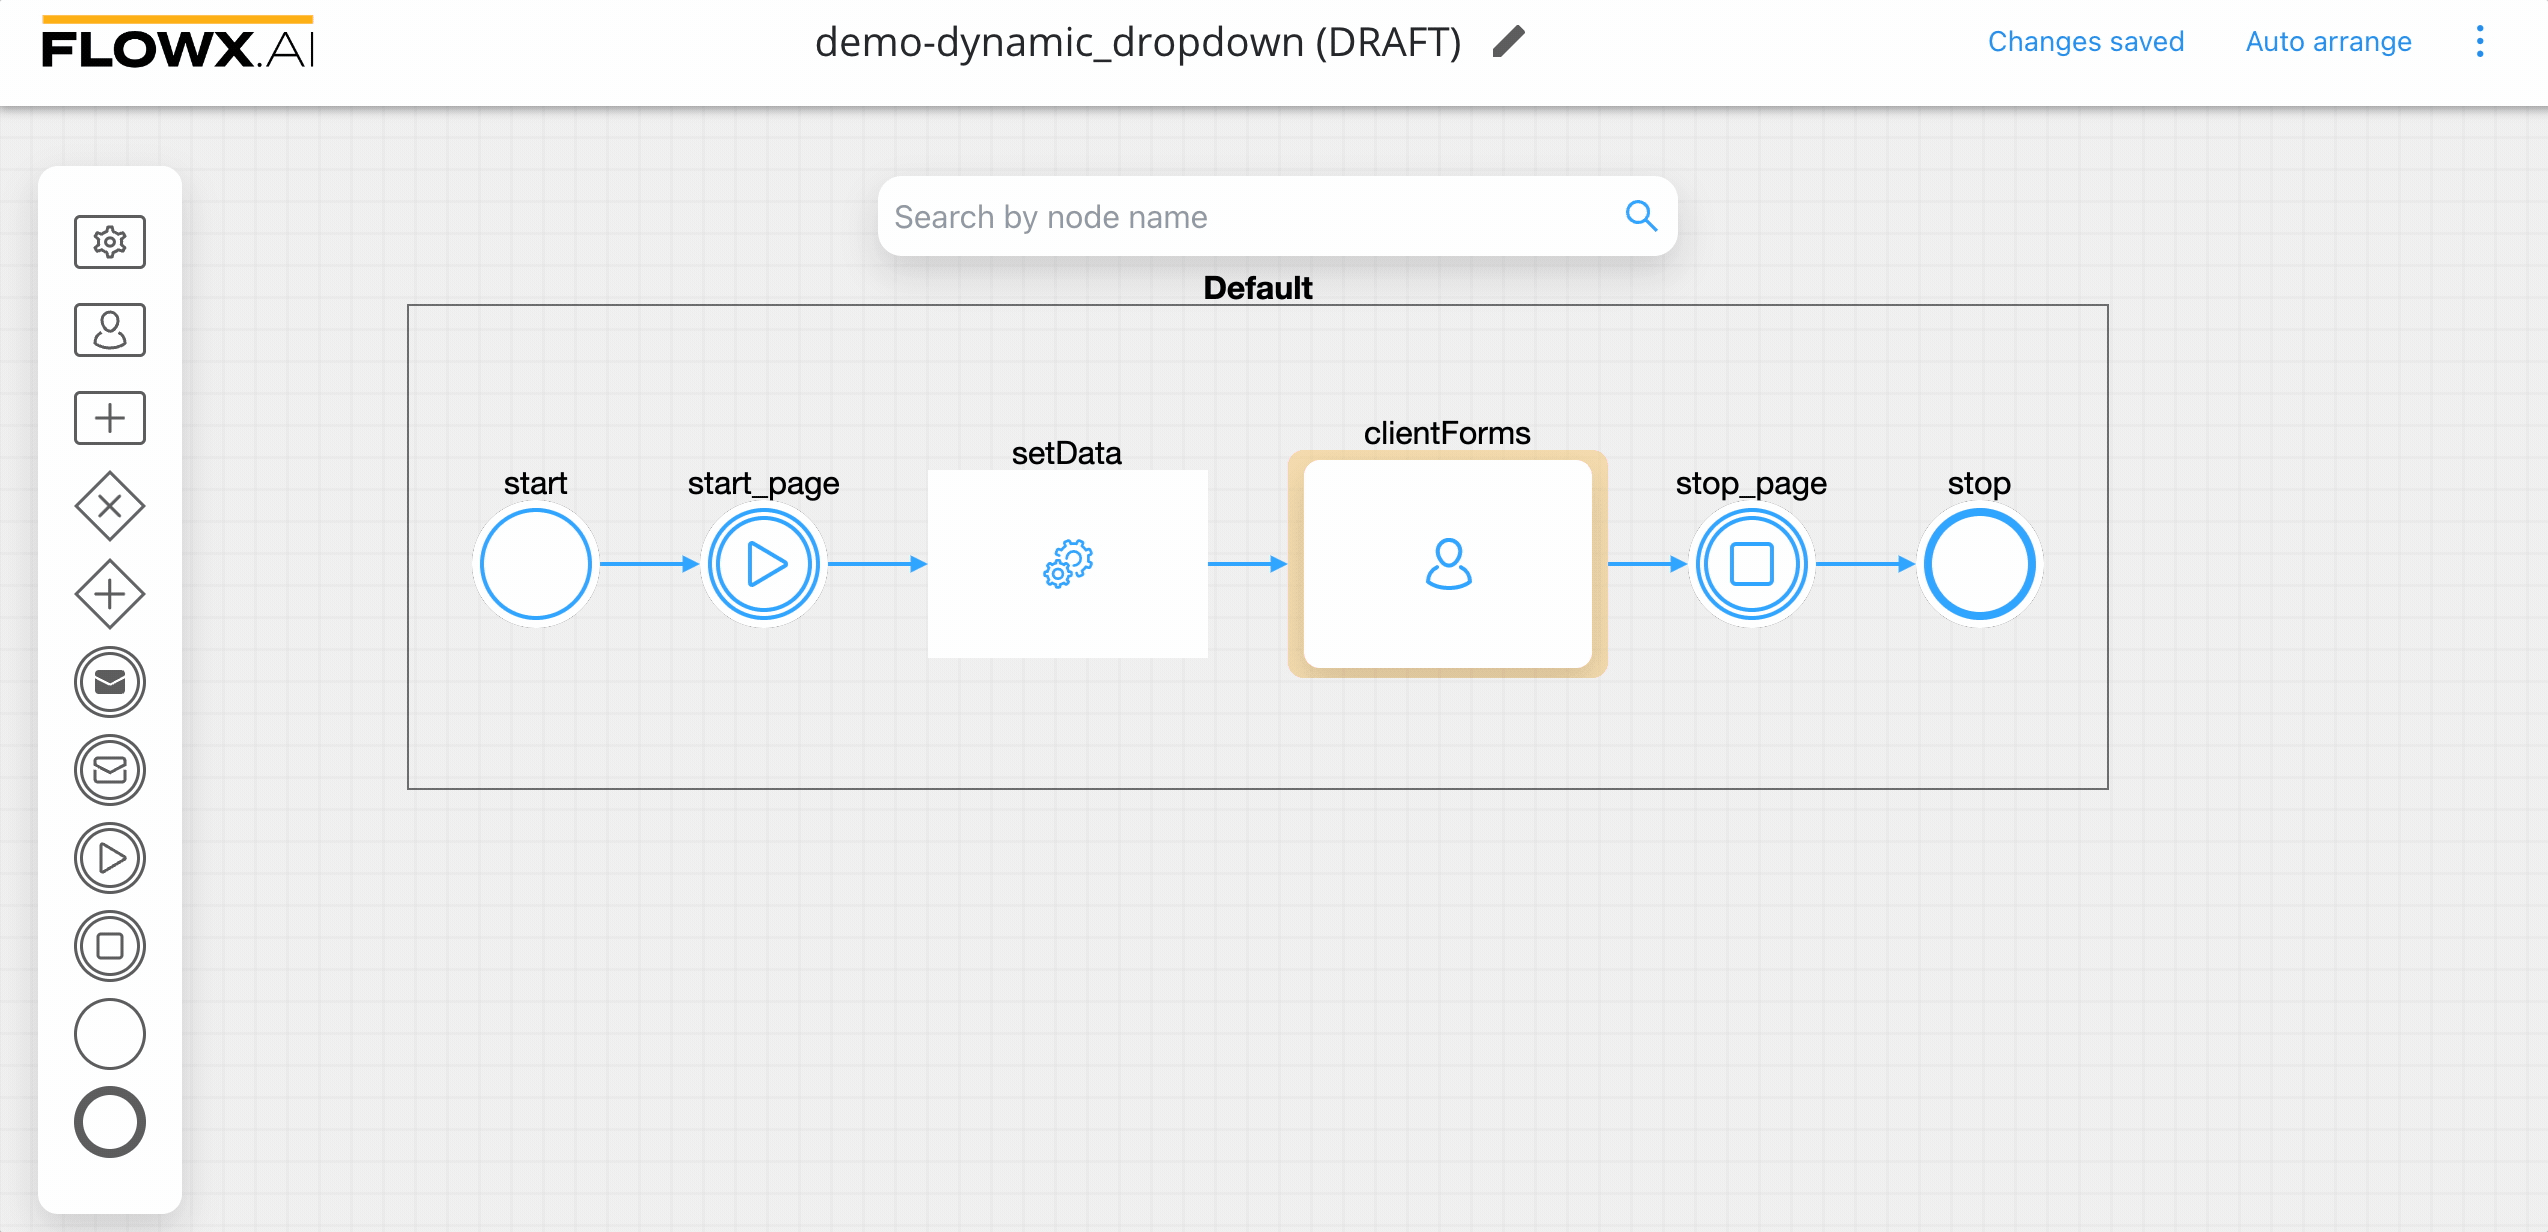 FLOWX.AI
demo-dynamic_dropdown (DRAFT)
Changes saved
Auto arrange
Search by node name
Default
start
start_page
setData
clientForms
stop_page
stop